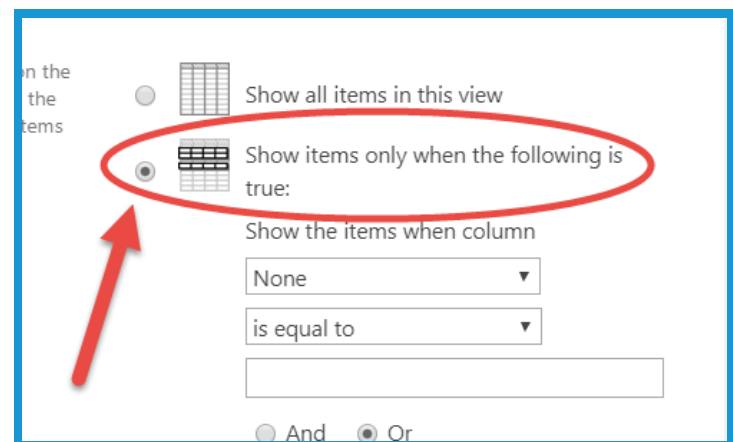 on the
the
tems
Show all items in this view
Show items only when the following is
true:
Show the items when column
None
is equal to
And Or